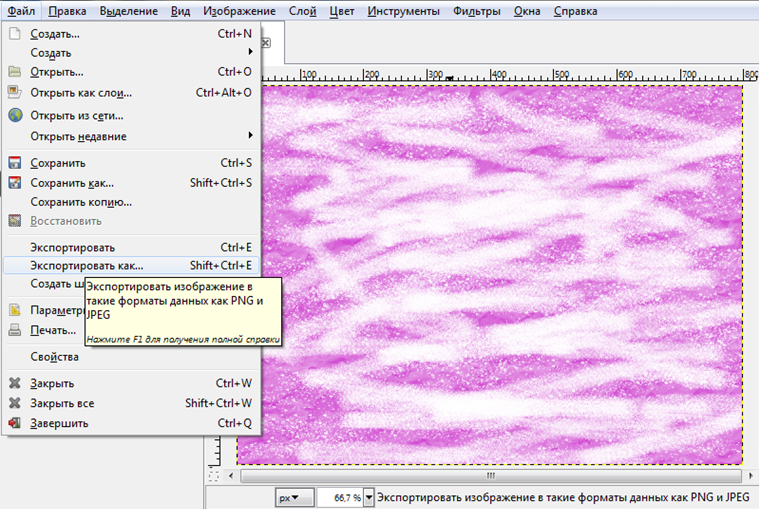 Файл Правка Выделение Вид Изображение Слой Цвет Инструменты Фильтры Окна Справка
Создать... Ctrl+N
Создать
Открыть... Ctrl+O
Открыть как слои... Ctrl+Alt+O
Открыть из сети...
Открыть недавние
Сохранить Ctrl+S
Сохранить как... Shift+Ctrl+S
Сохранить копию...
Восстановить
Экспортировать Ctrl+E
Экспортировать как... Shift+Ctrl+E
Создать ш
Экспортировать изображение в
такие форматы данных как PNG и
JPEG
Нажмите F1 для получения полной справки
Параметры
Печать...
Свойства
Закрыть Ctrl+W
Закрыть все Shift+Ctrl+W
Завершить Ctrl+Q
100 200 300 400 500 600 700 800
px 66,7 % Экспортировать изображение в такие форматы данных как PNG и JPEG